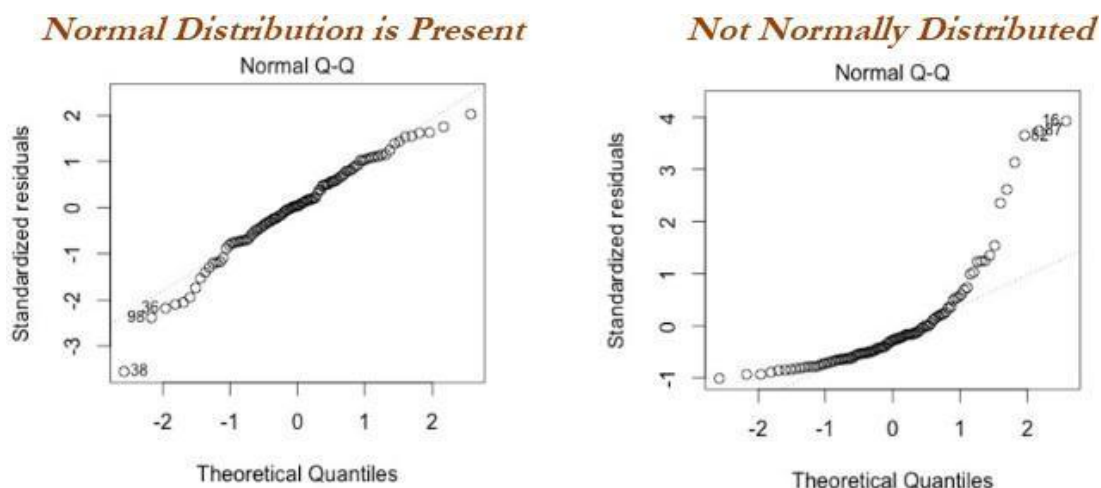 Normal Distribution is Present
Normal Q-Q
Standardized residuals
2
1
0
-1
-2
-3
36
98
38
-2 -1 0 1 2
Theoretical Quantiles
Not Normally Distributed
Normal Q-Q
Standardized residuals
4
3
2
1
0
-1
16
62 87
-2 -1 0 1 2
Theoretical Quantiles